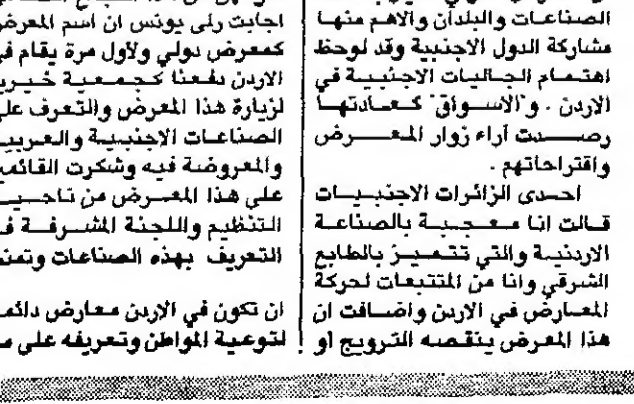 الصناعات والبلدان والاهم منها
مشاركة الدول الاجنبية وقد لوحظ
اهتمام الجاليات الاجنبية في
الاردن . و"الاسواق" كعادتها
رصدت آراء زوار المعرض
واقتراحاتهم .
احدى الزائرات الاجنبيات
قالت انا معجبة بالصناعة
الاردنية والتي تتميز بالطابع
الشرقي وانا من المتتبعات لحركة
المعارض في الاردن واضافت ان
هذا المعرض ينقصه الترويج او
اجابت رلى يونس ان اسم المعرض
كمعرض دولي ولاول مرة يقام في
الاردن دفعنا كجمعية خيرية
لزيارة هذا المعرض والتعرف على
الصناعات الاجنبية والعربية
والمعروضة فيه وشكرت القائمين
على هذا المعرض من ناحية
التنظيم واللجنة المشرفة في
التعريف بهذه الصناعات وتمنت
ان تكون في الاردن معارض دائمة
لتوعية المواطن وتعريفه على م